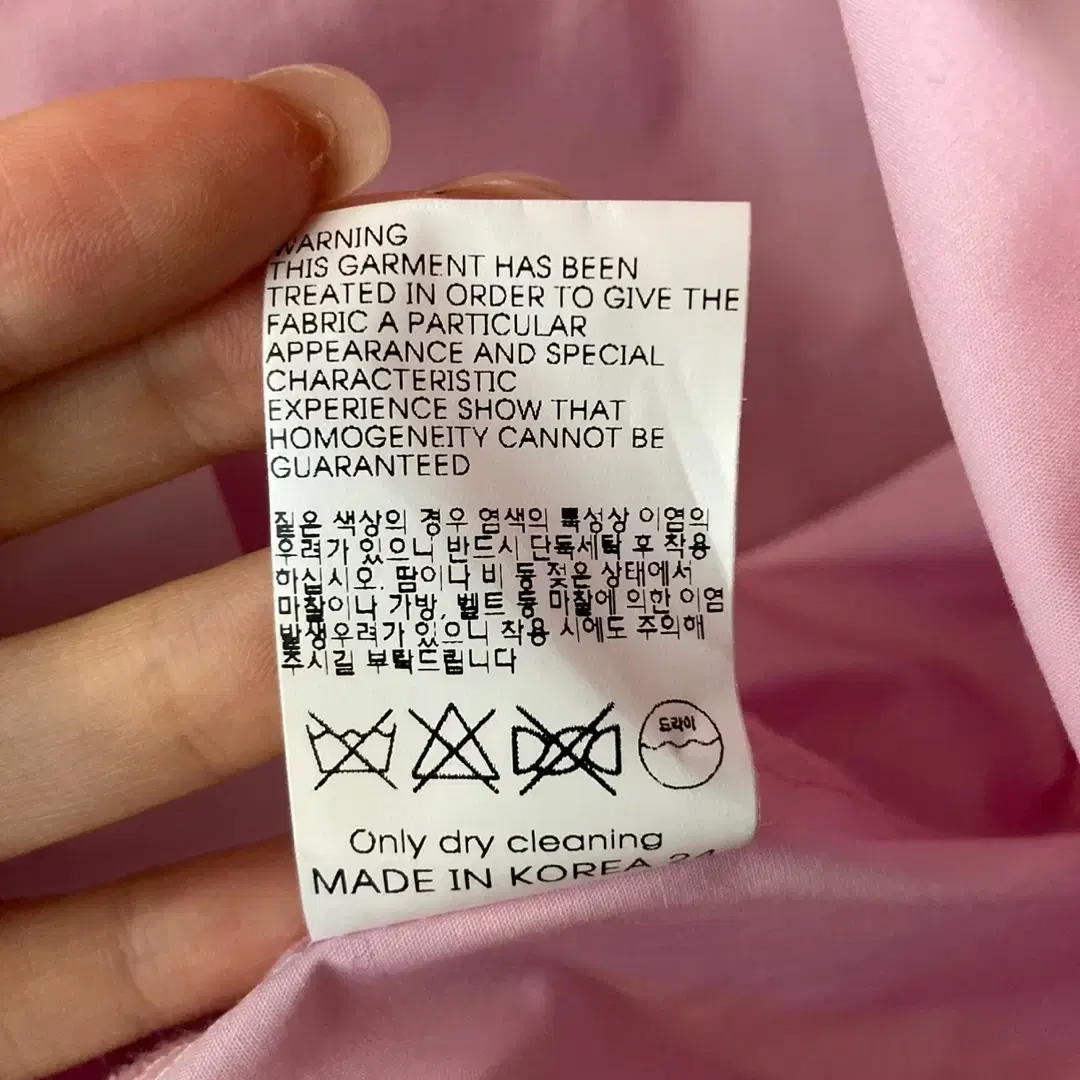 WARNING
THIS GARMENT HAS BEEN
TREATED IN ORDER TO GIVE THE
FABRIC A PARTICULAR
APPEARANCE AND SPECIAL
CHARACTERISTIC
EXPERIENCE SHOW THAT
HOMOGENEITY CANNOT BE
GUARANTEED
짙은 색상의 경우 염색의 특성상 이염의
우려가 있으니 반드시 단독세탁 후 착용
하십시오. 땀이나 비 등 젖은 상태에서
마찰이나 가방, 벨트 등 마찰에 의한 이염
발생우려가 있으니 착용 시에도 주의해
주시길 부탁드립니다
드라이
Only dry cleaning
MADE IN KOREA